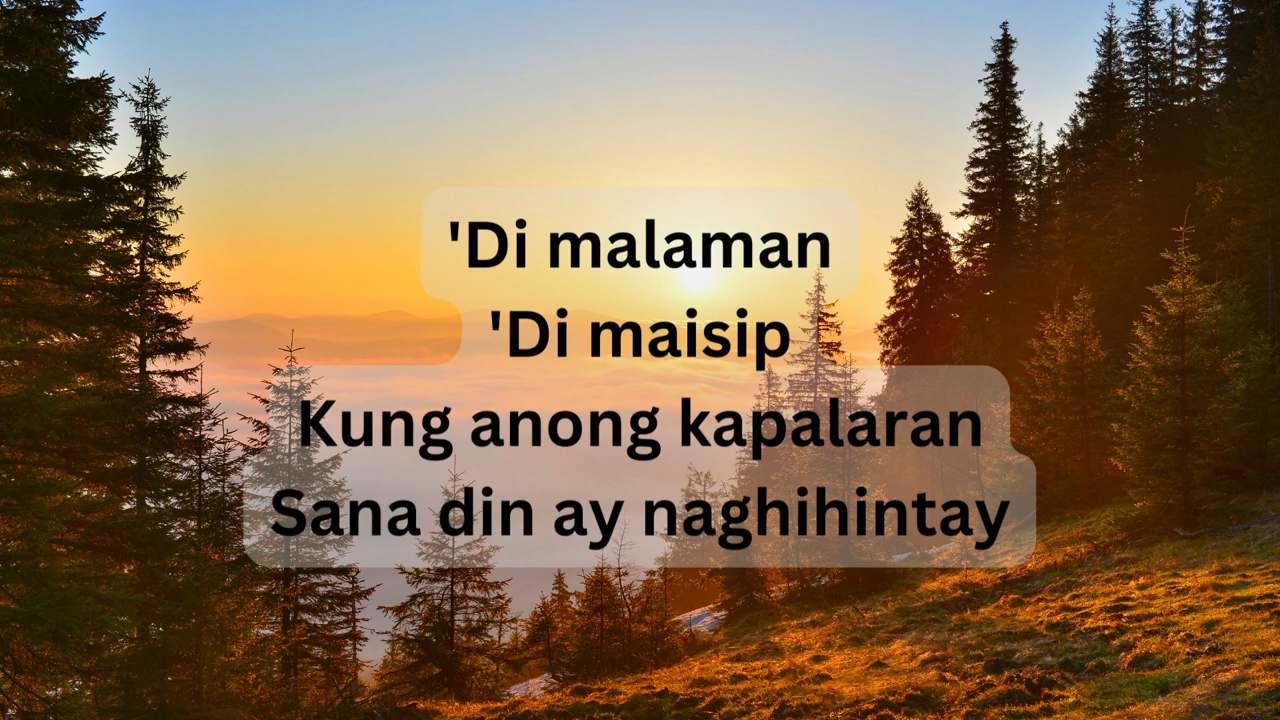 'Di malaman
'Di maisip
Kung anong kapalaran
Sana din ay naghihintay